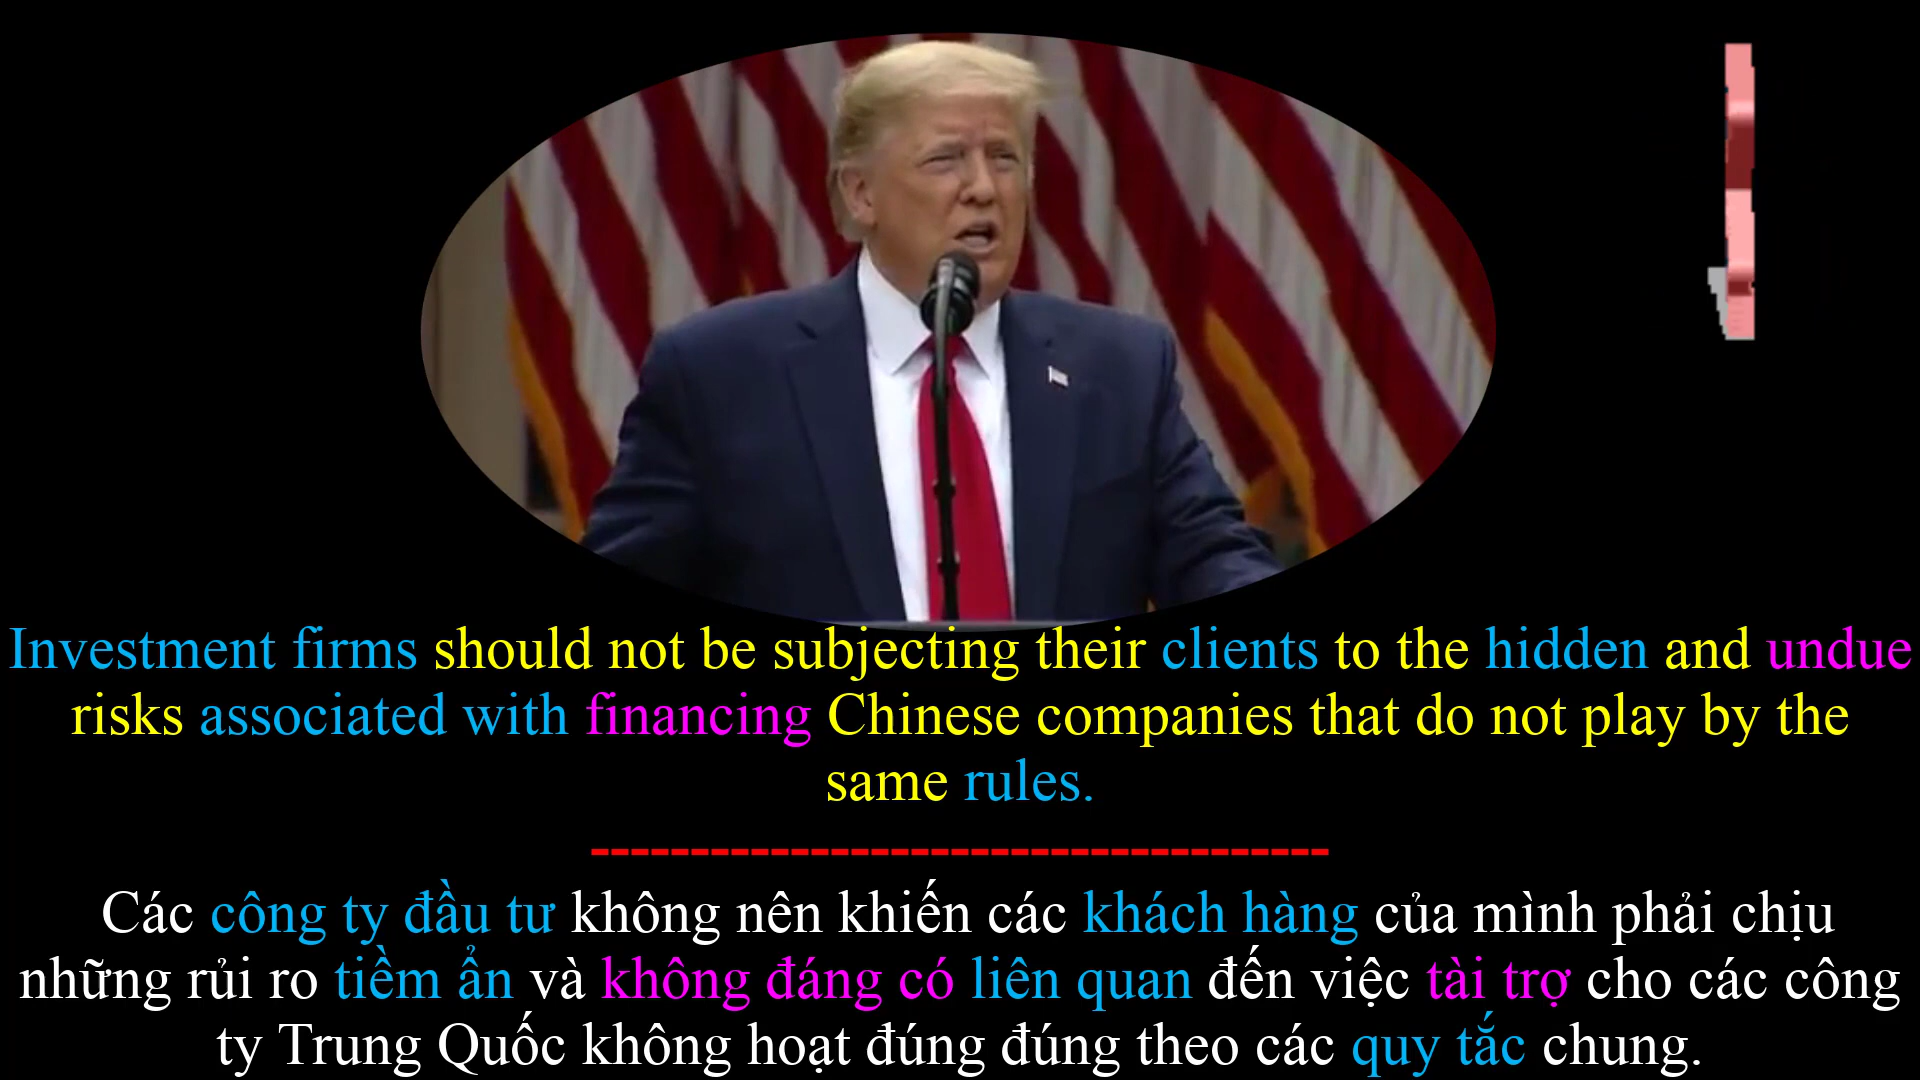 Investment firms should not be subjecting their clients to the hidden and undue
risks associated with financing Chinese companies that do not play by the
same rules.
------------------------------------
Các công ty đầu tư không nên khiến các khách hàng của mình phải chịu
những rủi ro tiềm ẩn và không đáng có liên quan đến việc tài trợ cho các công
ty Trung Quốc không hoạt đúng đúng theo các quy tắc chung.